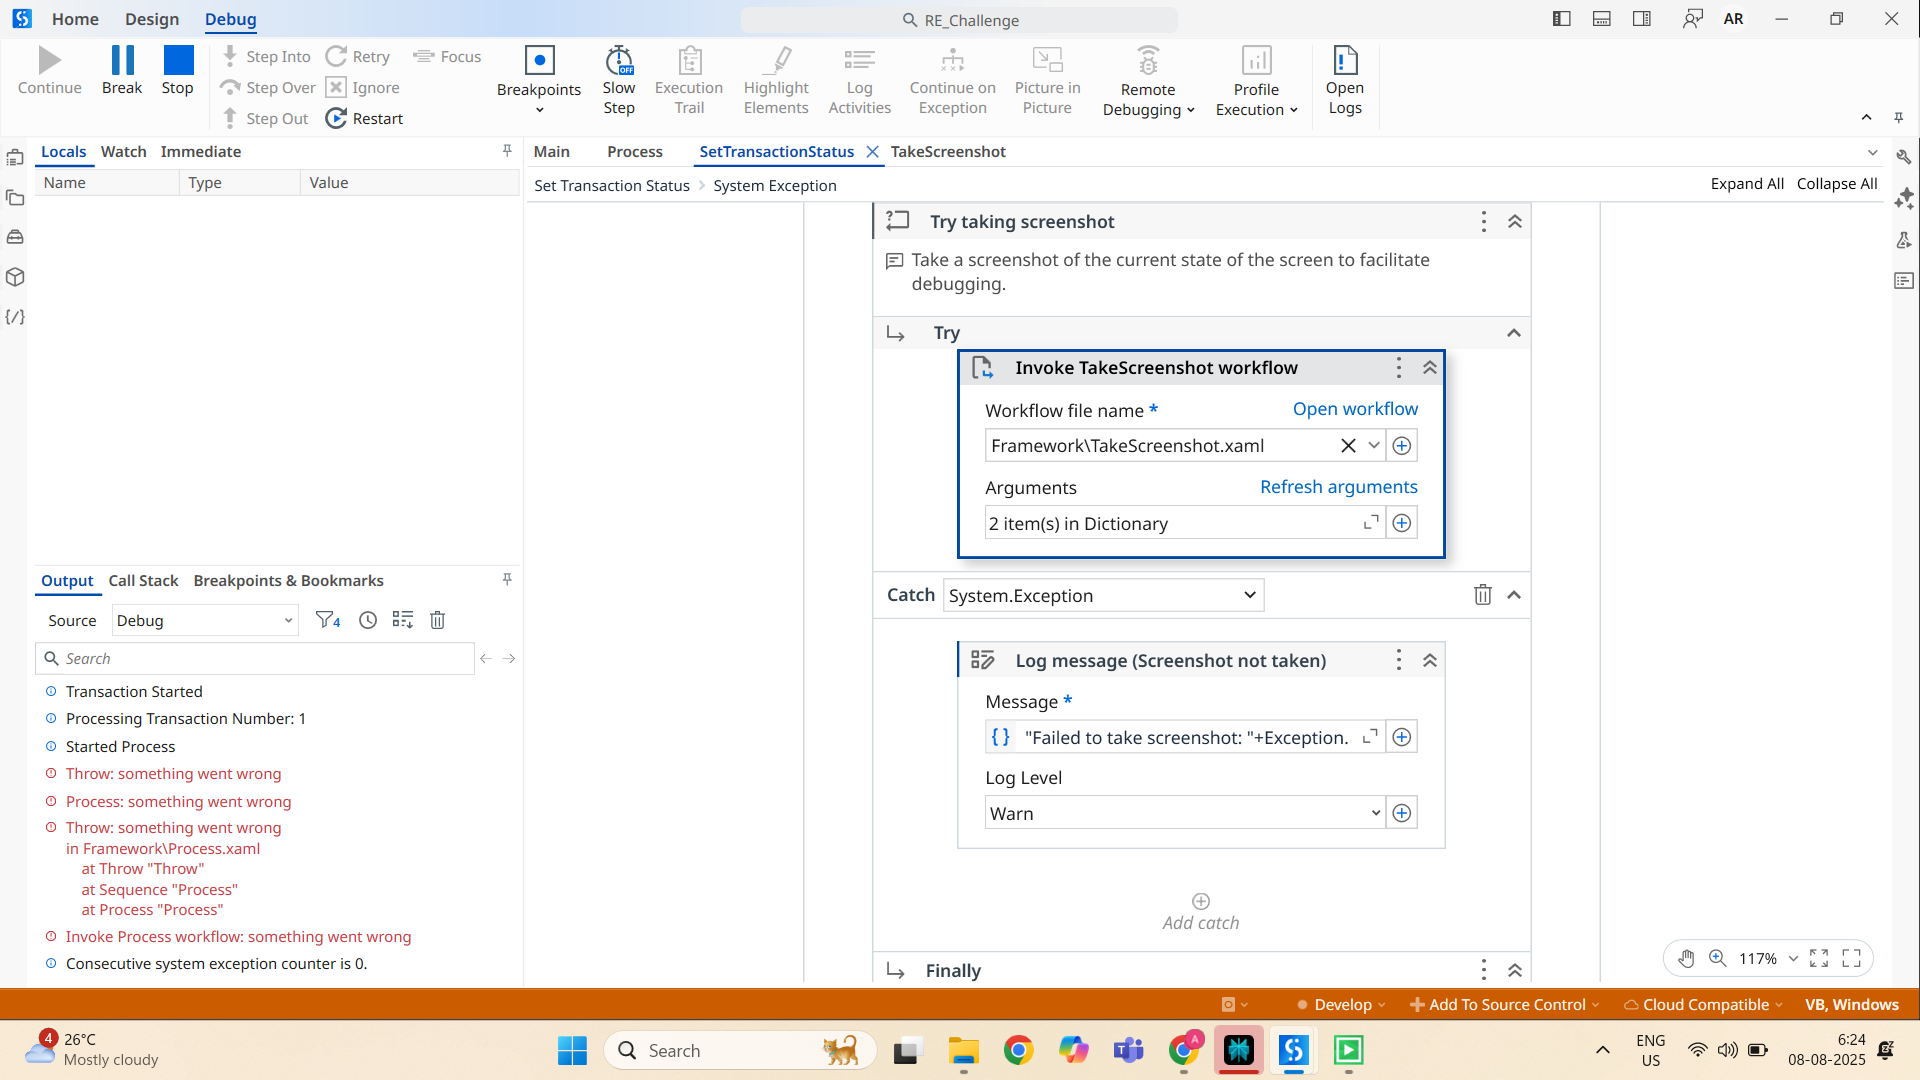 Home Design Debug
RE_Challenge
AR
Continue
Break
Stop
Step Into
Step Over
Step Out
Retry
Ignore
Restart
Focus
Breakpoints
Slow
Step
OFF
Execution
Trail
Highlight
Elements
Log
Activities
Continue on
Exception
Picture in
Picture
Remote
Debugging
Profile
Execution
Open
Logs
Locals Watch Immediate
Name Type Value
Main Process SetTransactionStatus TakeScreenshot
Set Transaction Status > System Exception
Expand All Collapse All
Try taking screenshot
Take a screenshot of the current state of the screen to facilitate
debugging.
Try
Invoke TakeScreenshot workflow
Workflow file name *
Open workflow
Framework\TakeScreenshot.xaml
Arguments
Refresh arguments
2 item(s) in Dictionary
Catch System.Exception
Log message (Screenshot not taken)
Message *
{} "Failed to take screenshot: "+Exception.
Log Level
Warn
Add catch
Finally
117%
Output Call Stack Breakpoints & Bookmarks
Source Debug
4
Search
Transaction Started
Processing Transaction Number: 1
Started Process
Throw: something went wrong
Process: something went wrong
Throw: something went wrong
in Framework\Process.xaml
at Throw "Throw"
at Sequence "Process"
at Process "Process"
Invoke Process workflow: something went wrong
Consecutive system exception counter is 0.
Develop
Add To Source Control
Cloud Compatible
VB, Windows
4
26°C
Mostly cloudy
Search
A
ENG
US
6:24
08-08-2025